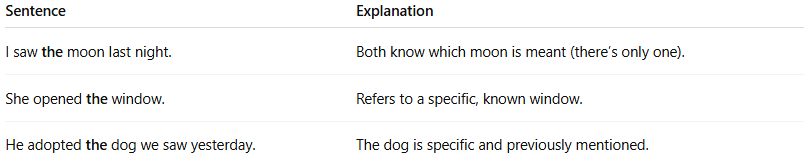 Sentence Explanation
I saw the moon last night. Both know which moon is meant (there’s only one).
She opened the window. Refers to a specific, known window.
He adopted the dog we saw yesterday. The dog is specific and previously mentioned.